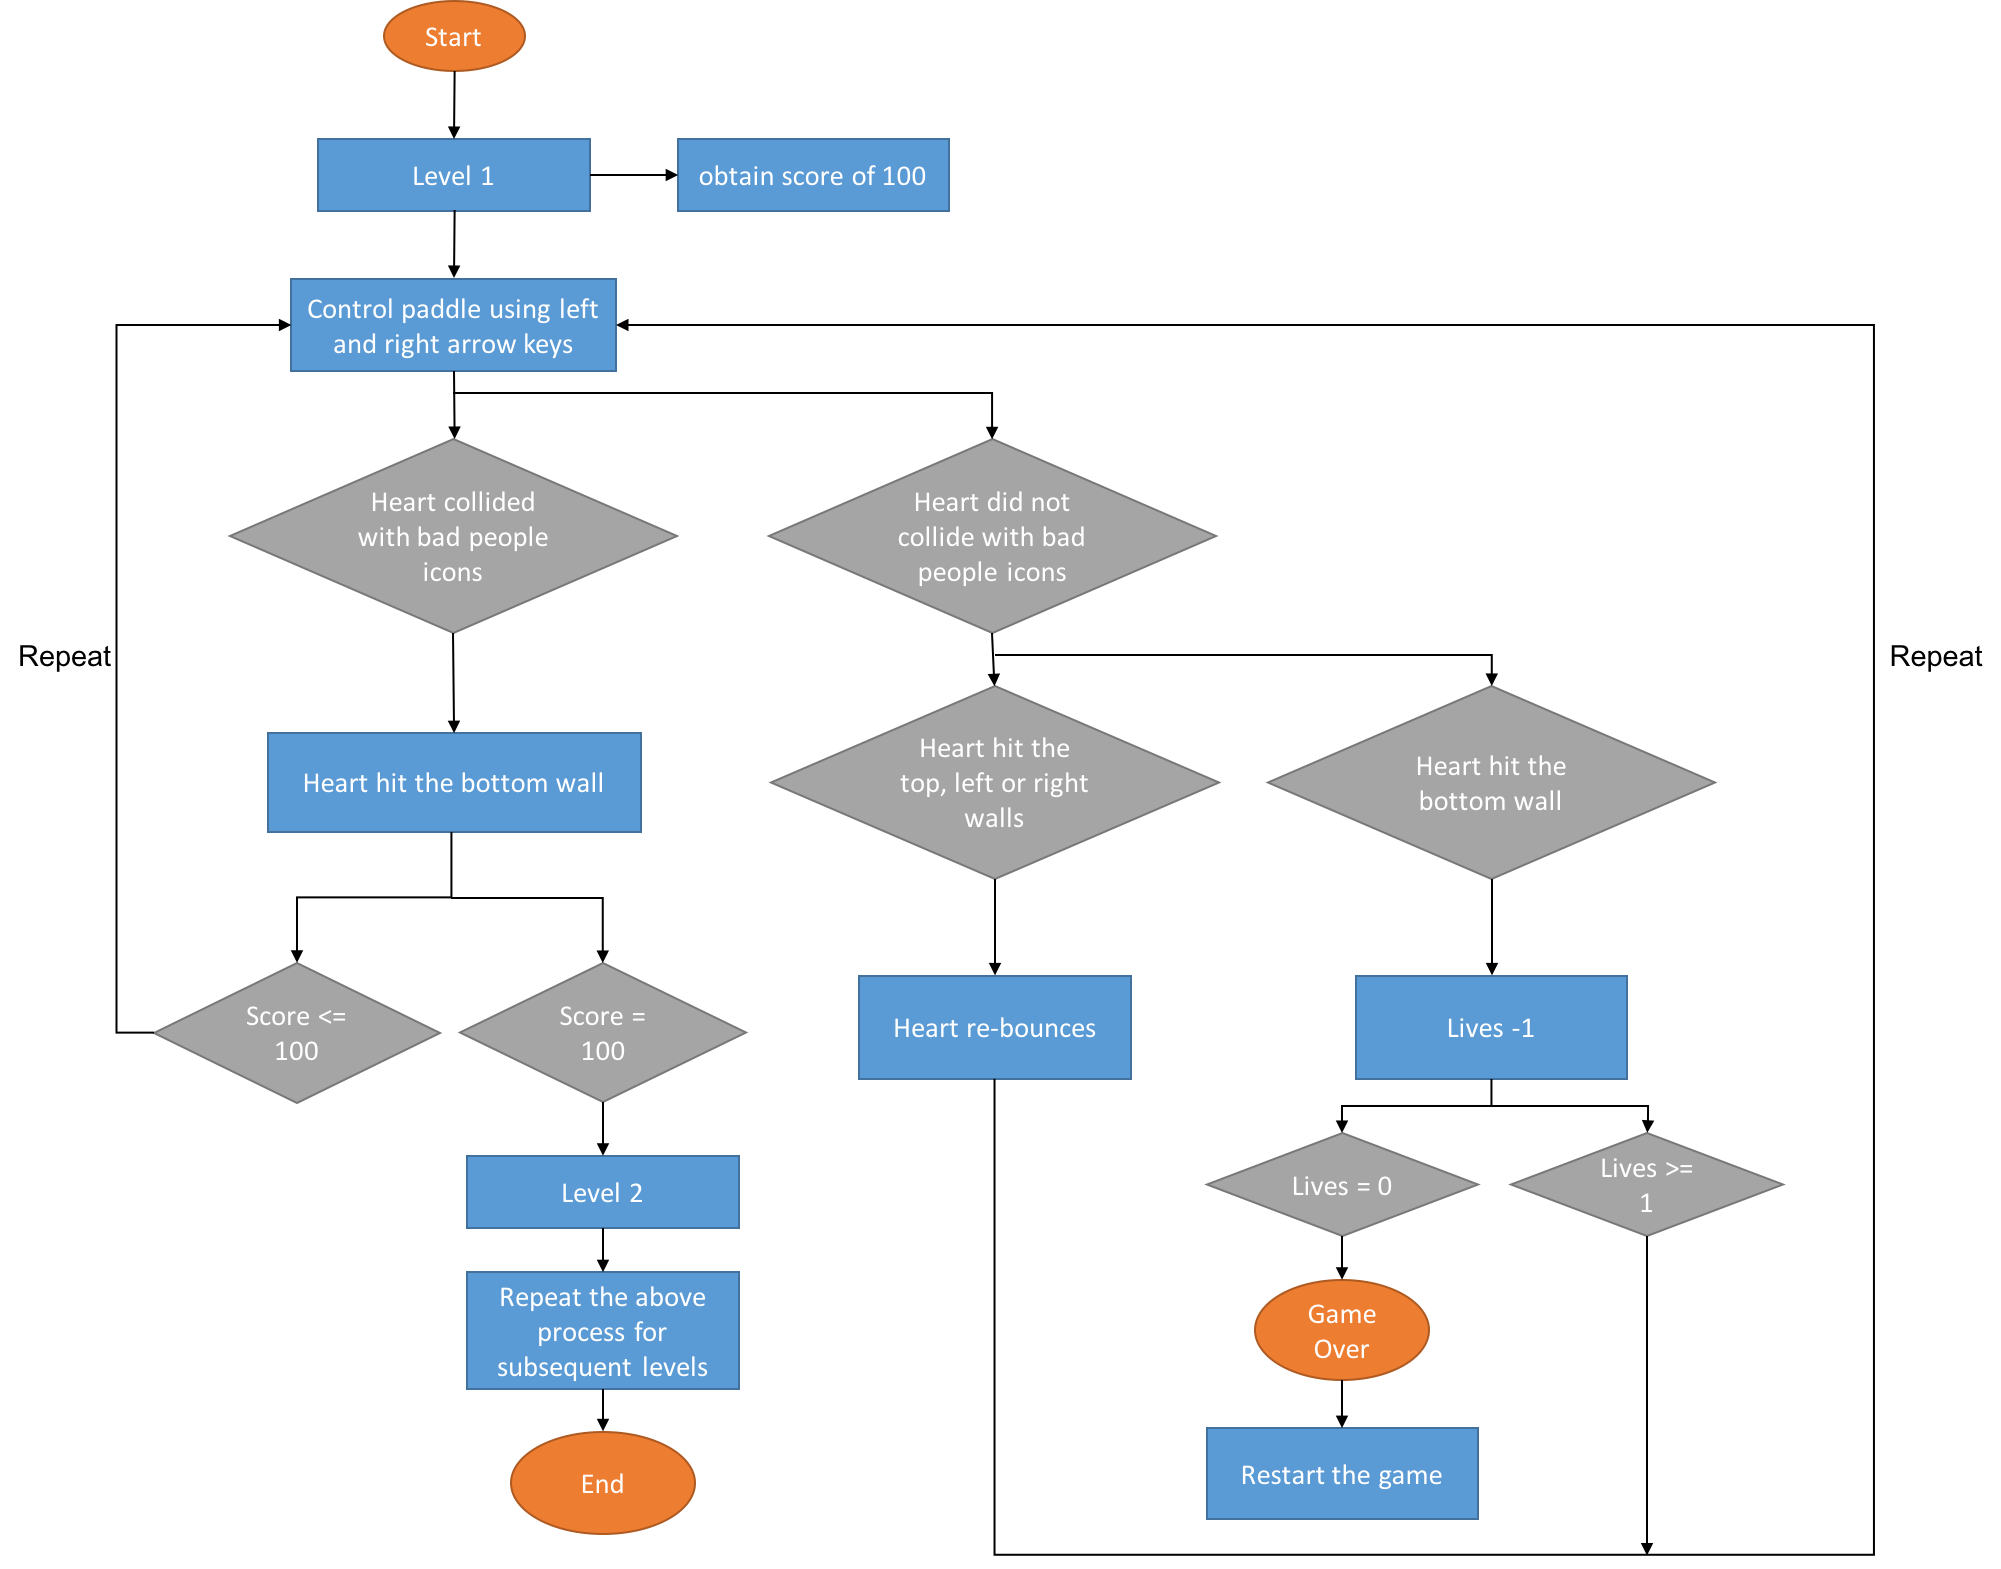 Start
Level 1
obtain score of 100
Control paddle using left
and right arrow keys
Heart collided
with bad people
icons
Heart did not
collide with bad
people icons
Repeat
Repeat
Heart hit the bottom wall
Heart hit the
top, left or right
walls
Heart hit the
bottom wall
Score <=
100
Score =
100
Heart re-bounces
Lives -1
Level 2
Lives = 0
Lives >=
1
Repeat the above
process for
subsequent levels
Game
Over
End
Restart the game